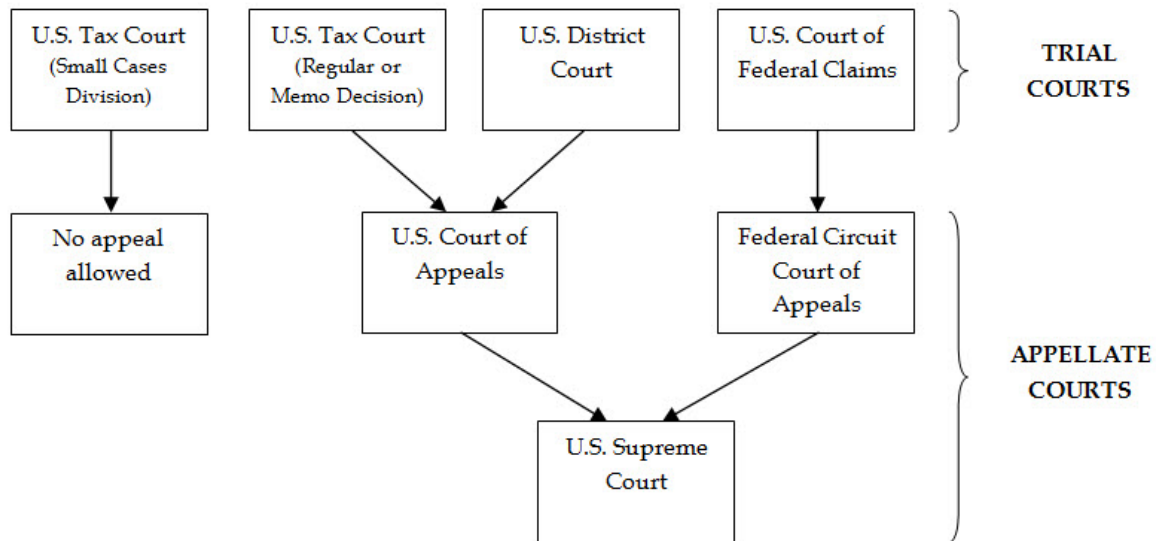 U.S. Tax Court
(Small Cases
Division)
U.S. Tax Court
(Regular or
Memo Decision)
U.S. District
Court
U.S. Court of
Federal Claims
TRIAL
COURTS
No appeal
allowed
U.S. Court of
Appeals
Federal Circuit
Court of
Appeals
APPELLATE
COURTS
U.S. Supreme
Court